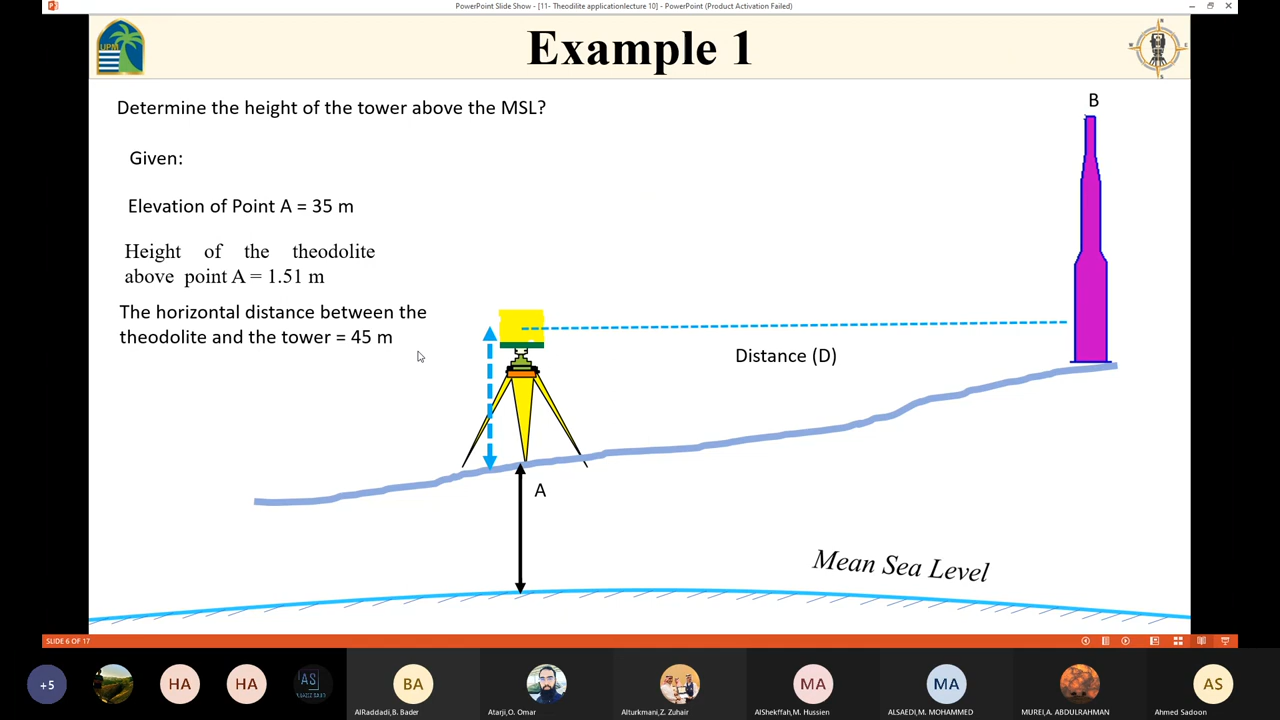 PowerPoint Slide Show - [11- Theodilite applicationlecture 10] - PowerPoint (Product Activation Failed)
UPM
Example 1
N
W
E
S
Determine the height of the tower above the MSL?
B
Given:
Elevation of Point A = 35 m
Height of the theodolite
above point A = 1.51 m
The horizontal distance between the
theodolite and the tower = 45 m
Distance (D)
A
Mean Sea Level
SLIDE 6 OF 17
+5
HA
HA
AS
BA
MA
MA
AS
AlRaddadi,B. Bader
Atarji,O. Omar
Alturkmani,Z. Zuhair
AlShekffah,M. Hussien
ALSAEDI,M. MOHAMMED
MUREI,A. ABDULRAHMAN
Ahmed Sadoon